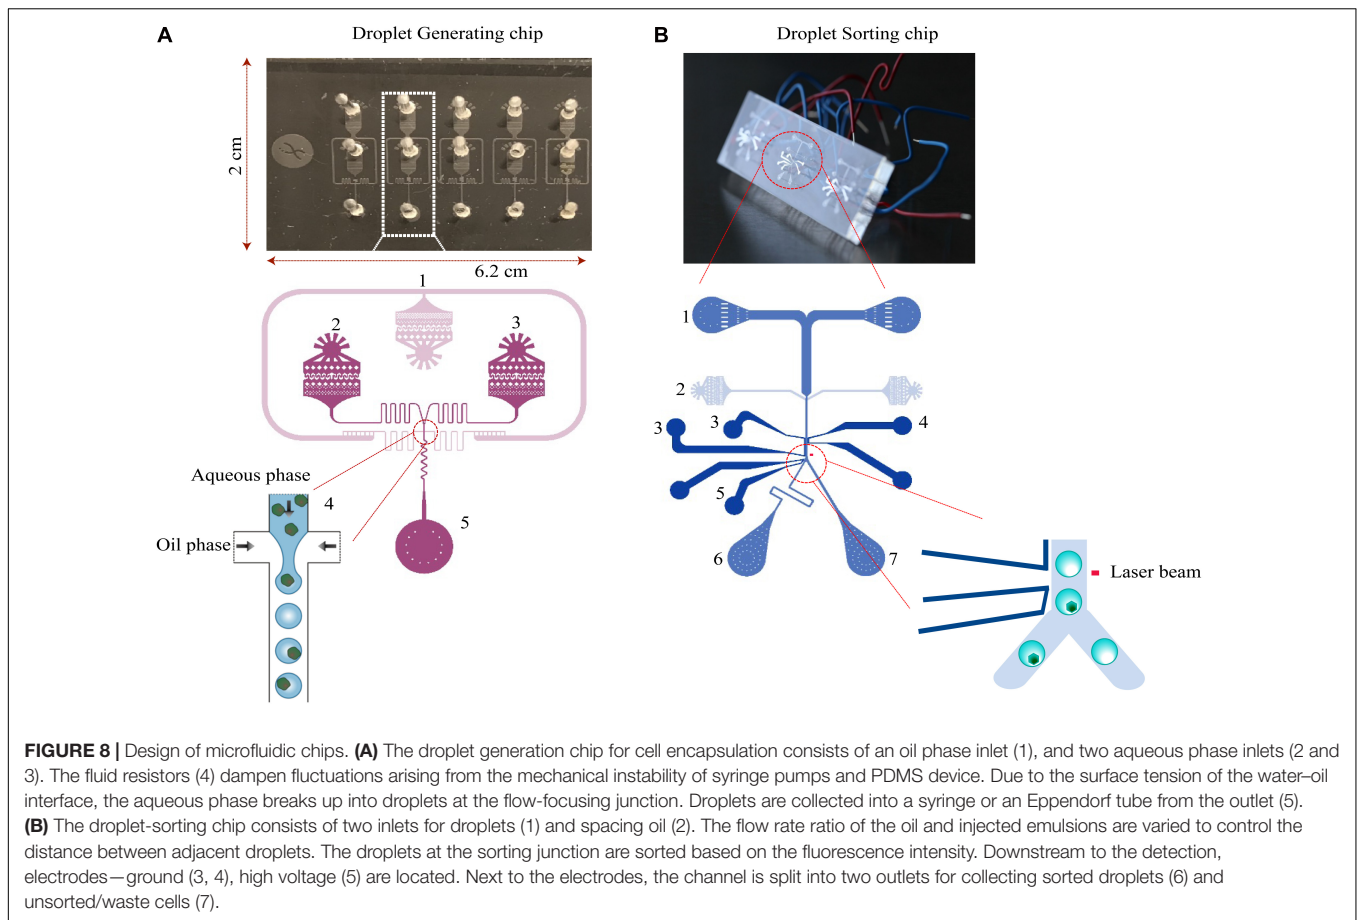 A
Droplet Generating chip
B
Droplet Sorting chip
2 cm
6.2 cm
1
2
3
Aqueous phase
4
Oil phase
5
1
2
3
3
4
5
6
7
Laser beam
FIGURE 8 | Design of microfluidic chips. (A) The droplet generation chip for cell encapsulation consists of an oil phase inlet (1), and two aqueous phase inlets (2 and
3). The fluid resistors (4) dampen fluctuations arising from the mechanical instability of syringe pumps and PDMS device. Due to the surface tension of the water–oil
interface, the aqueous phase breaks up into droplets at the flow-focusing junction. Droplets are collected into a syringe or an Eppendorf tube from the outlet (5).
(B) The droplet-sorting chip consists of two inlets for droplets (1) and spacing oil (2). The flow rate ratio of the oil and injected emulsions are varied to control the
distance between adjacent droplets. The droplets at the sorting junction are sorted based on the fluorescence intensity. Downstream to the detection,
electrodes—ground (3, 4), high voltage (5) are located. Next to the electrodes, the channel is split into two outlets for collecting sorted droplets (6) and
unsorted/waste cells (7).